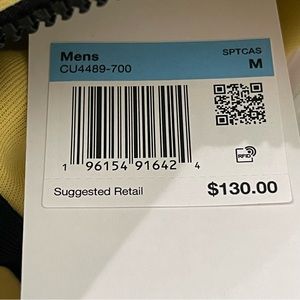 Mens SPTCAS
CU4489-700 M
1 96154 91642 4
RFID
Suggested Retail $130.00